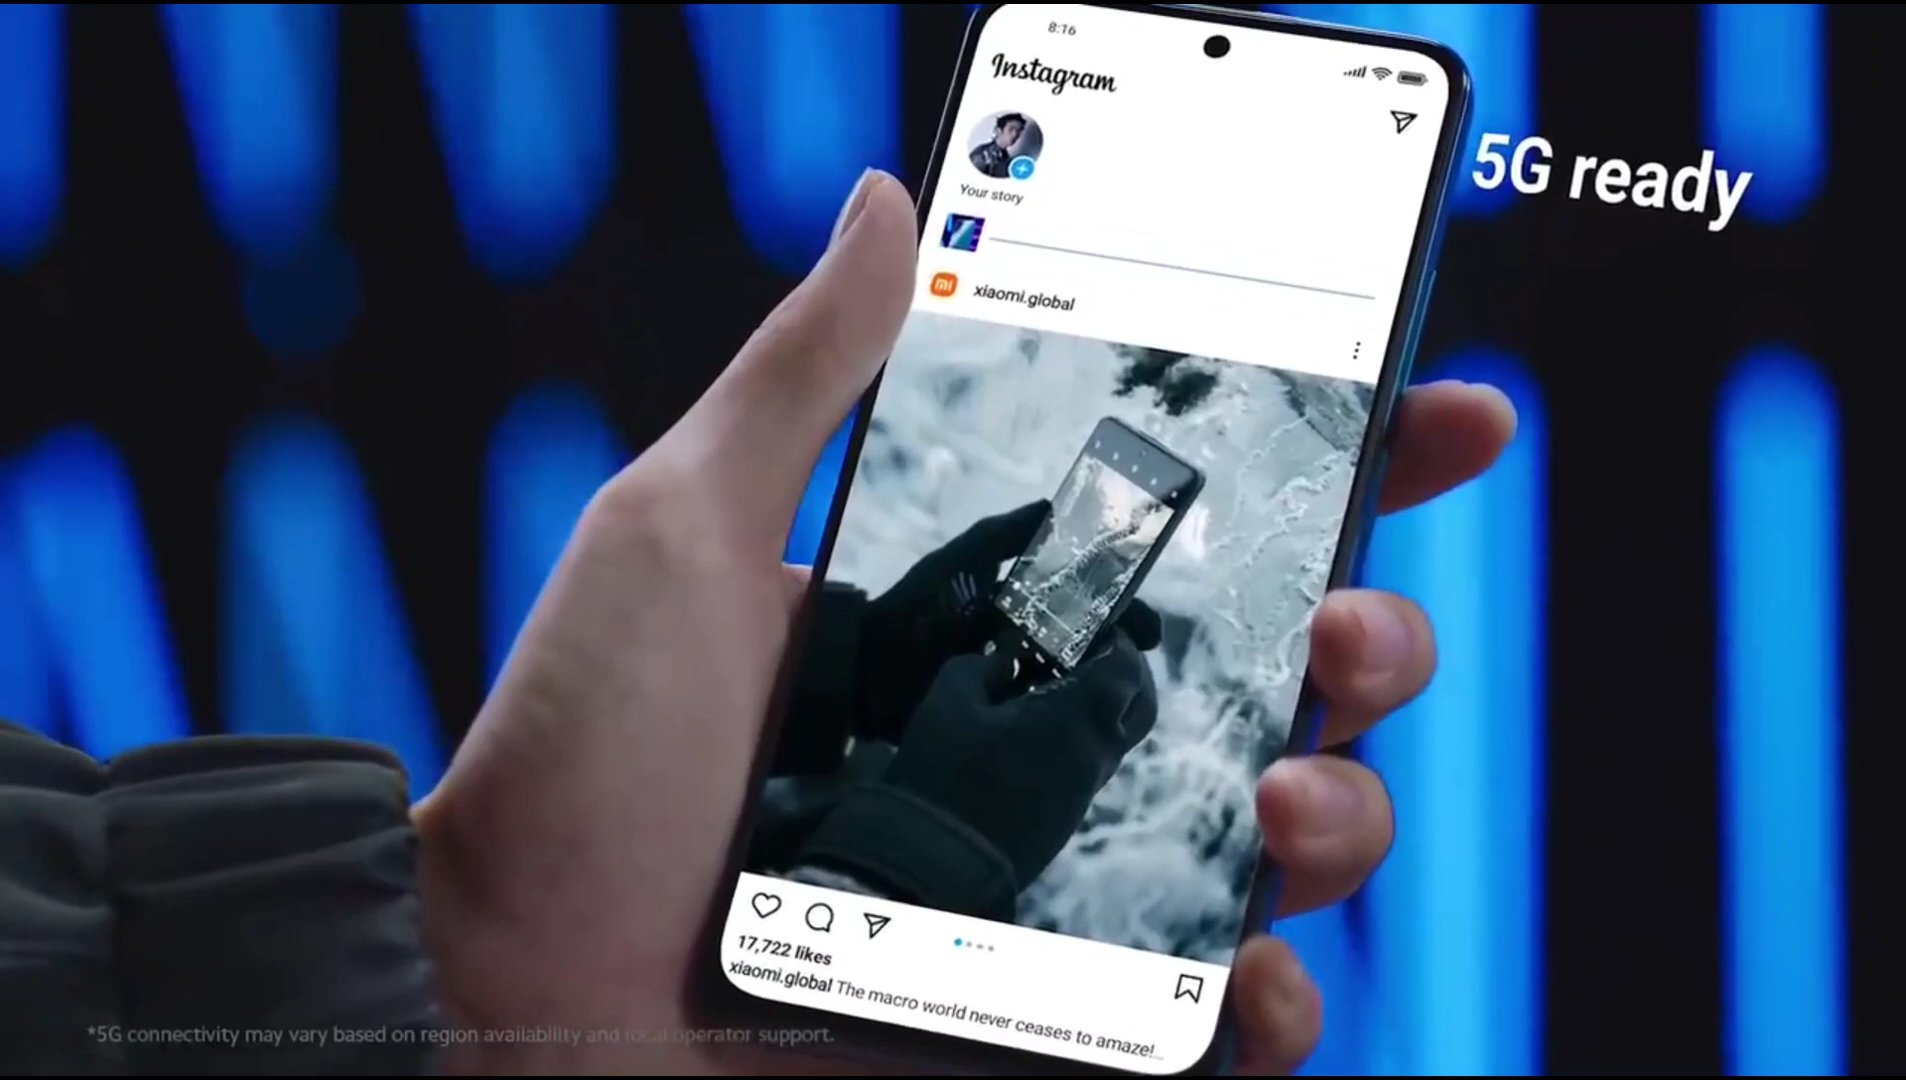 8:16
Instagram
5G ready
Your story
mi
xiaomi.global
17,722 likes
xiaomi.global The macro world never ceases to amaze!...
*5G connectivity may vary based on region availability and local operator support.